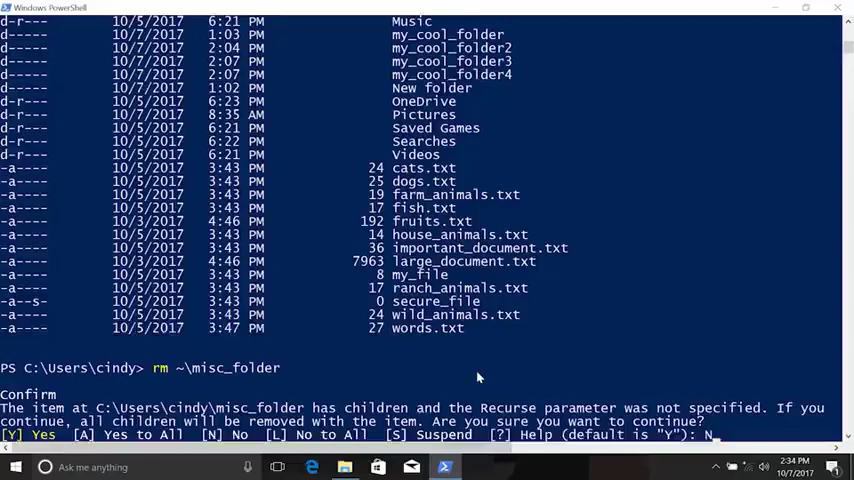 Windows PowerShell
d-r--- 10/5/2017 6:21 PM Music
d----- 10/7/2017 1:03 PM my_cool_folder
d----- 10/7/2017 2:04 PM my_cool_folder2
d----- 10/7/2017 2:07 PM my_cool_folder3
d----- 10/7/2017 2:07 PM my_cool_folder4
d----- 10/7/2017 1:02 PM New folder
d-r--- 10/5/2017 6:23 PM OneDrive
d-r--- 10/7/2017 8:35 AM Pictures
d-r--- 10/5/2017 6:21 PM Saved Games
d-r--- 10/5/2017 6:22 PM Searches
d-r--- 10/5/2017 6:21 PM Videos
-a---- 10/5/2017 3:43 PM 24 cats.txt
-a---- 10/5/2017 3:43 PM 25 dogs.txt
-a---- 10/5/2017 3:43 PM 19 farm_animals.txt
-a---- 10/5/2017 3:43 PM 17 fish.txt
-a---- 10/3/2017 4:46 PM 192 fruits.txt
-a---- 10/5/2017 3:43 PM 14 house_animals.txt
-a---- 10/5/2017 3:43 PM 36 important_document.txt
-a---- 10/3/2017 4:46 PM 7963 large_document.txt
-a---- 10/5/2017 3:43 PM 8 my_file
-a---- 10/5/2017 3:43 PM 17 ranch_animals.txt
-a--s- 10/5/2017 3:43 PM 0 secure_file
-a---- 10/5/2017 3:43 PM 24 wild_animals.txt
-a---- 10/5/2017 3:47 PM 27 words.txt
PS C:\Users\cindy> rm ~\misc_folder
Confirm
The item at C:\Users\cindy\misc_folder has children and the Recurse parameter was not specified. If you
continue, all children will be removed with the item. Are you sure you want to continue?
[Y] Yes [A] Yes to All [N] No [L] No to All [S] Suspend [?] Help (default is "Y"): N
Ask me anything
2:34 PM
10/7/2017